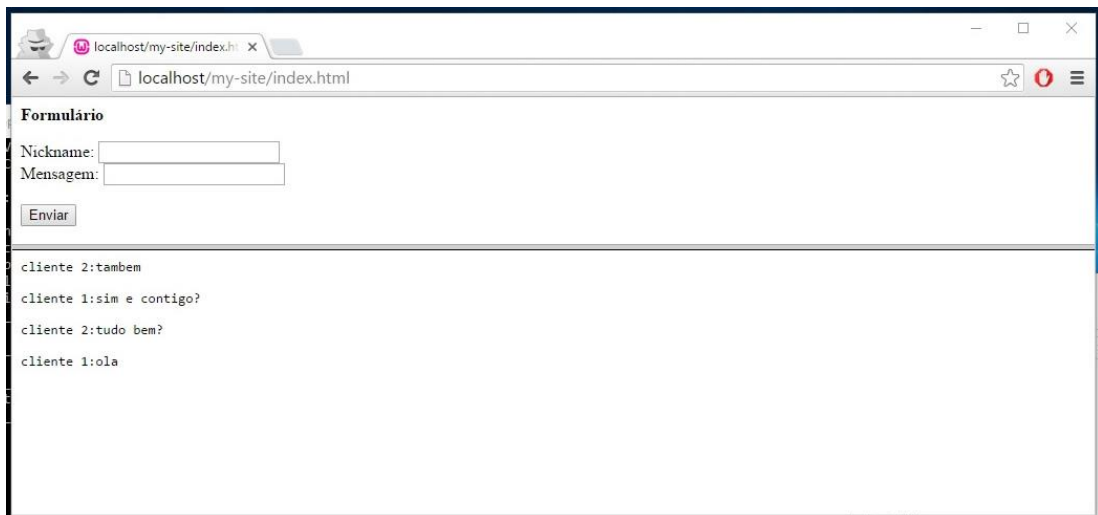 localhost/my-site/index.h
localhost/my-site/index.html
Formulário
Nickname:
Mensagem:
Enviar
cliente 2:tambem
cliente 1:sim e contigo?
cliente 2:tudo bem?
cliente 1:ola